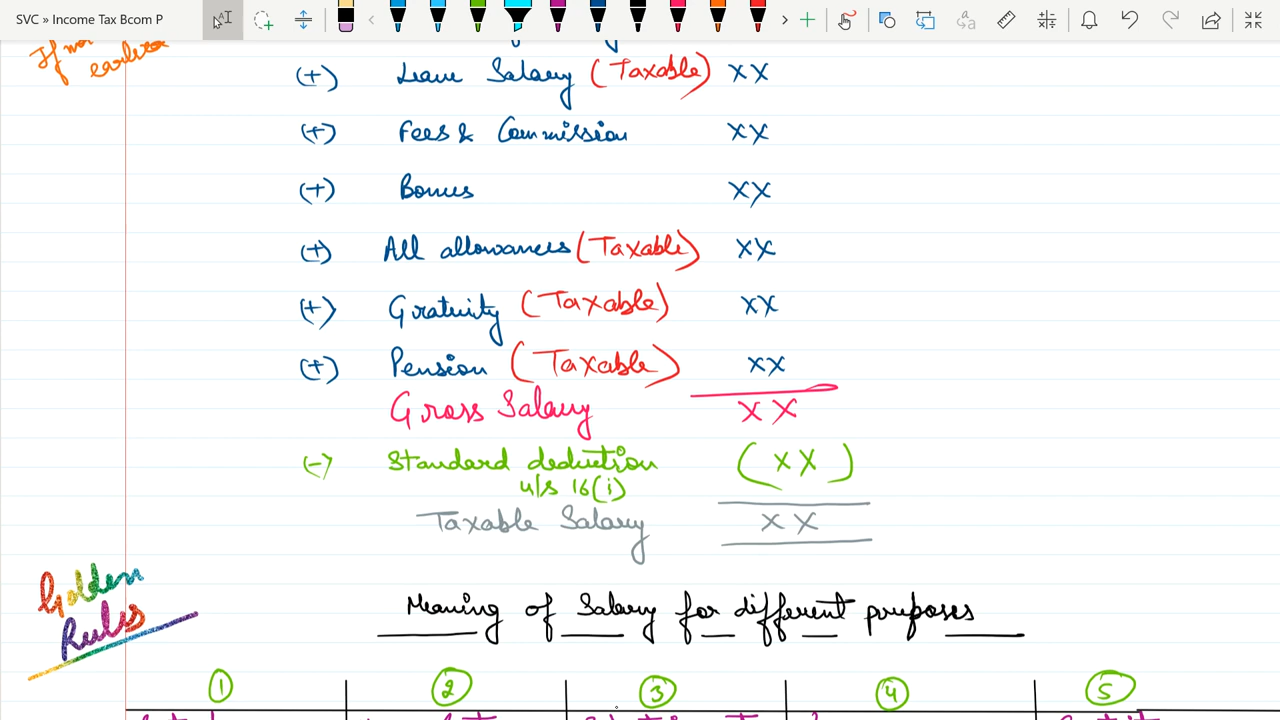 SVC » Income Tax Bcom P
If
earlier
(+) Leave Salary (Taxable) XX
(+) Fees & Commission XX
(+) Bonus XX
(+) All allowances (Taxable) XX
(+) Gratuity (Taxable) XX
(+) Pension (Taxable) XX
Gross Salary XX
(-) Standard deduction (XX)
u/s 16(i)
Taxable Salary XX
Golden
Rules
Meaning of Salary for different purposes
1 2 3 4 5